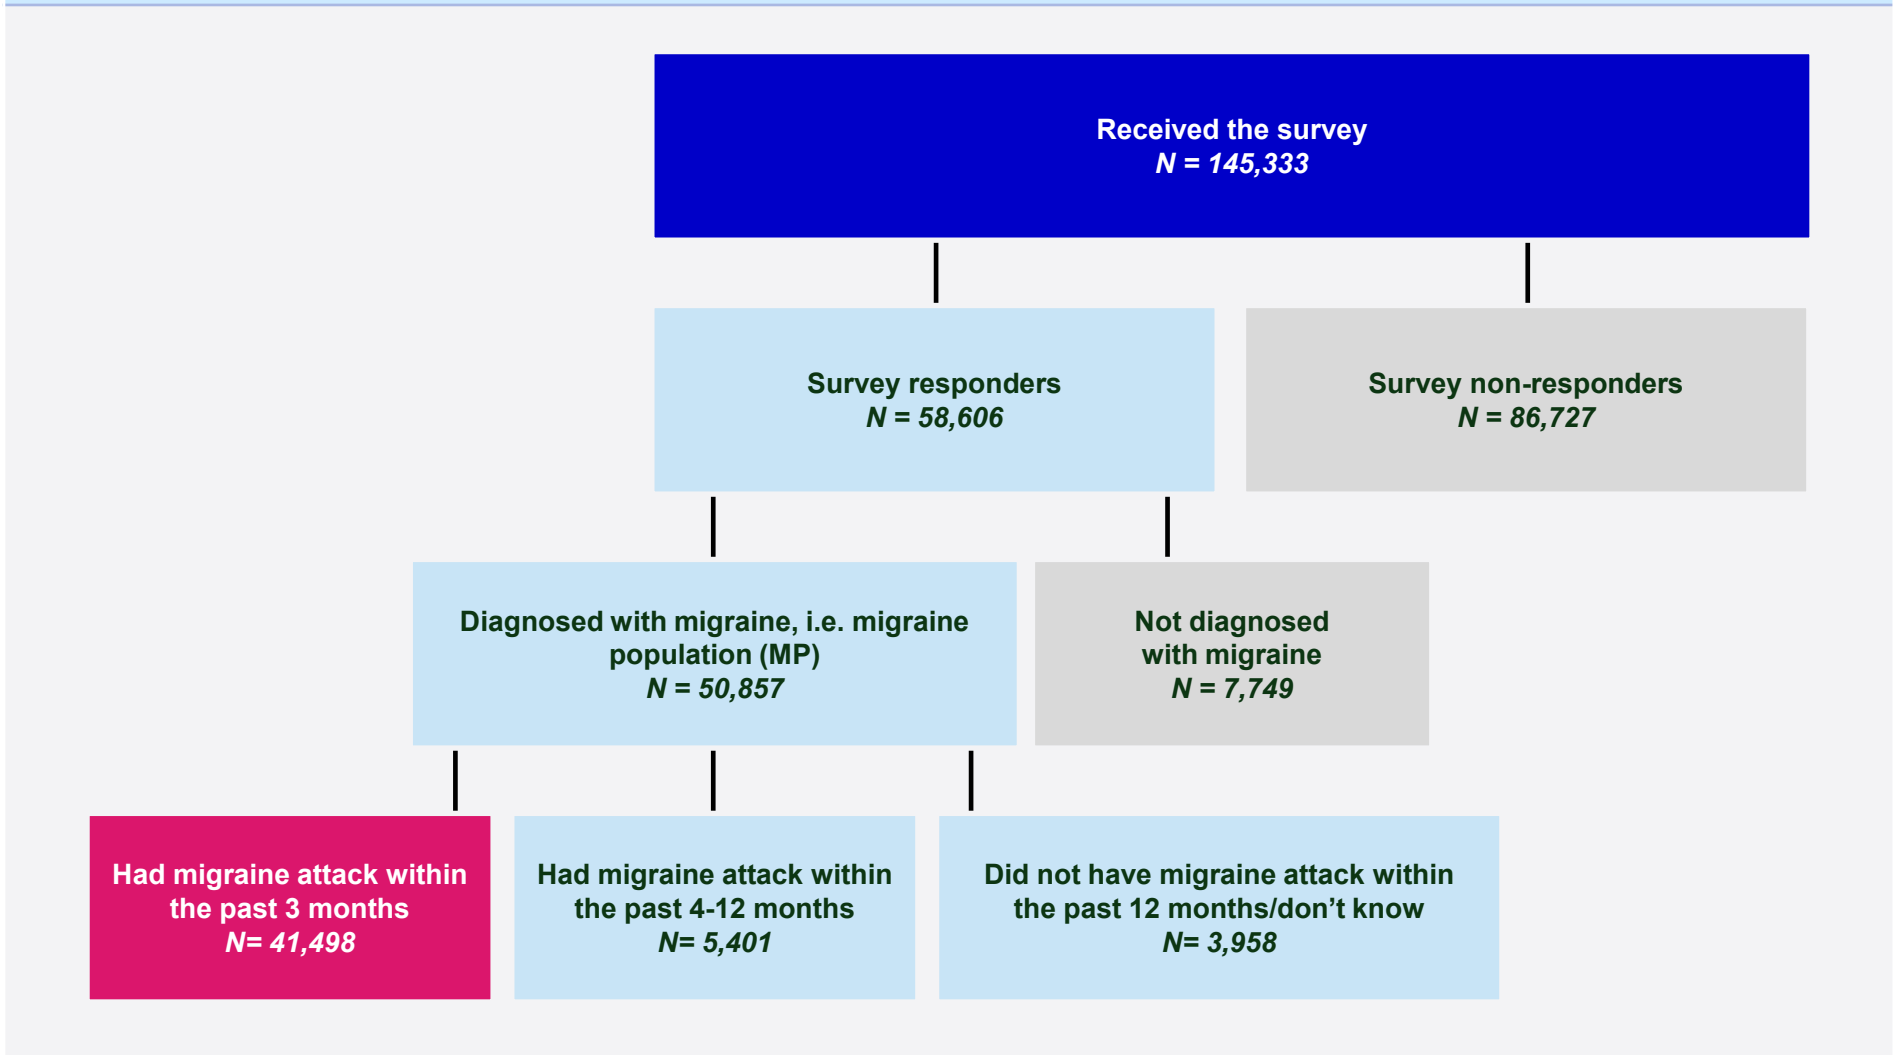 Received the survey
N = 145,333
Survey responders
N = 58,606
Survey non-responders
N = 86,727
Diagnosed with migraine, i.e. migraine
population (MP)
N = 50,857
Not diagnosed
with migraine
N = 7,749
Had migraine attack within
the past 3 months
N= 41,498
Had migraine attack within
the past 4-12 months
N= 5,401
Did not have migraine attack within
the past 12 months/don’t know
N= 3,958